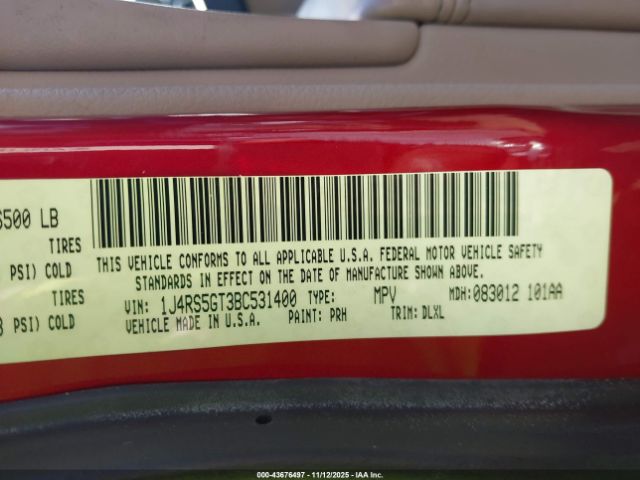 6500 LB
TIRES
PSI) COLD
TIRES
PSI) COLD
THIS VEHICLE CONFORMS TO ALL APPLICABLE U.S.A. FEDERAL MOTOR VEHICLE SAFETY
STANDARDS IN EFFECT ON THE DATE OF MANUFACTURE SHOWN ABOVE.
VIN: 1J4RS5GT3BC531400 TYPE: MPV MDH: 083012 101AA
VEHICLE MADE IN U.S.A. PAINT: PRH TRIM: DLXL
000-43676497 - 11/12/2025 - IAA Inc.